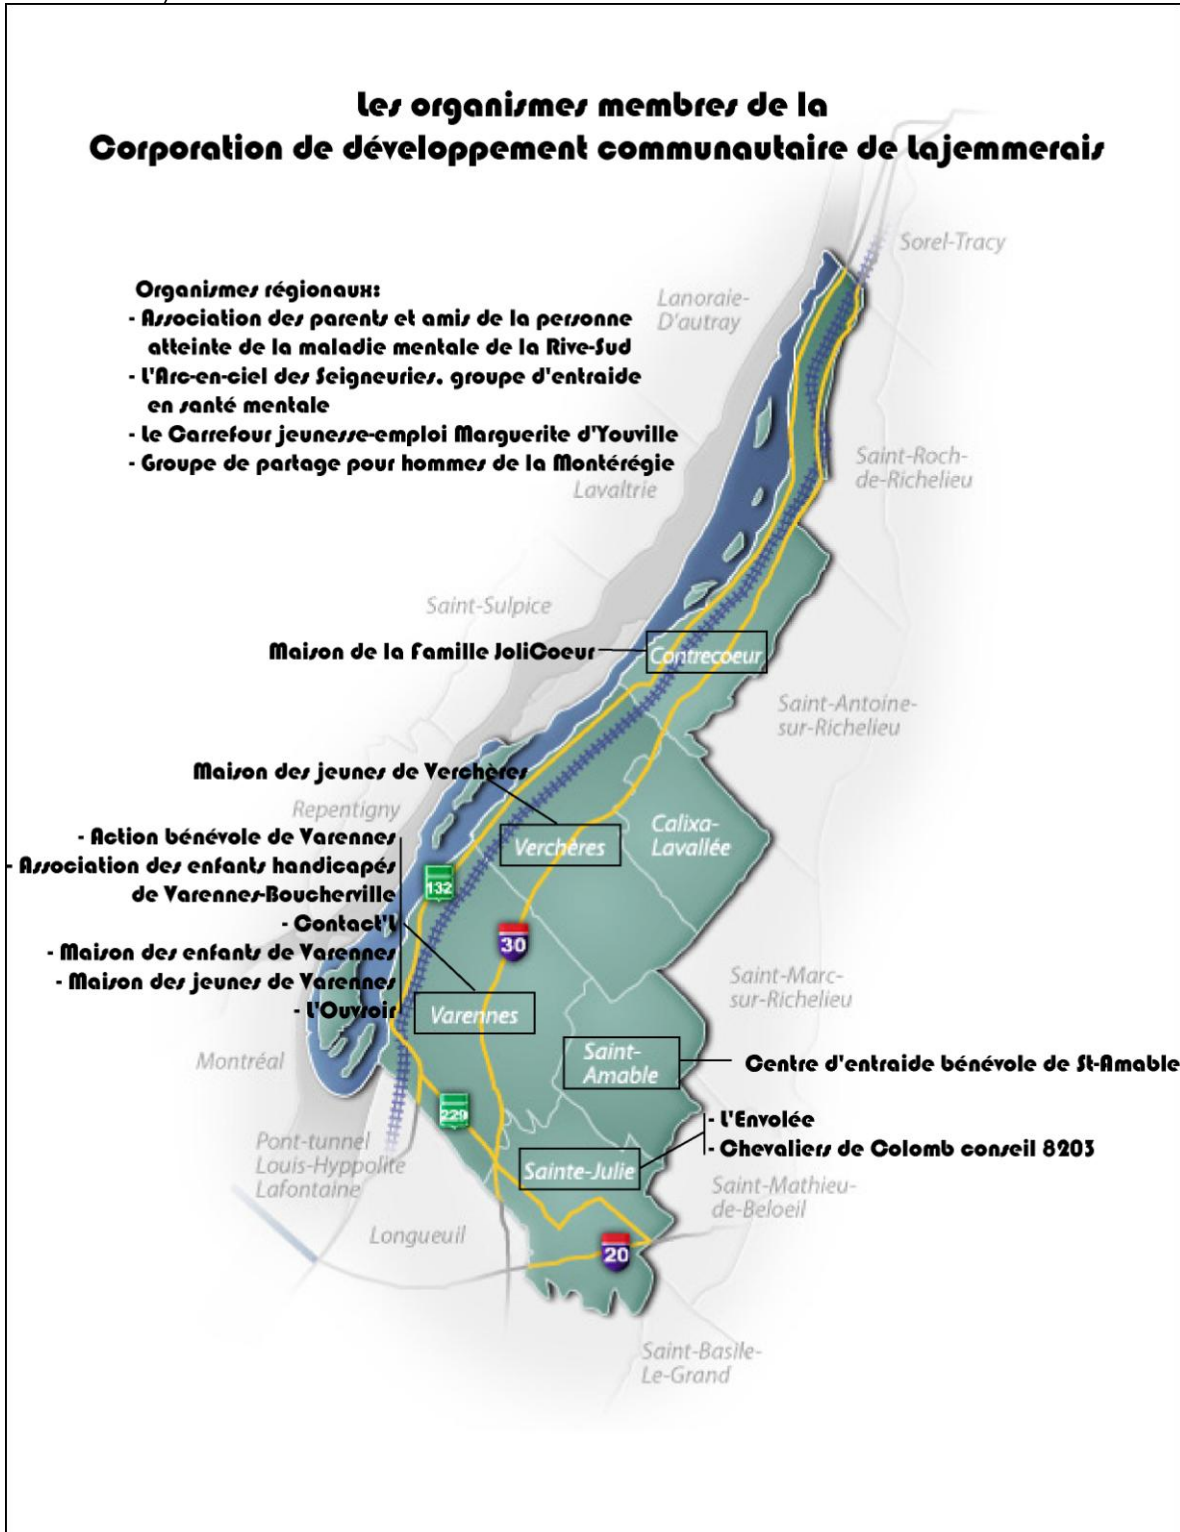 Les organismes membres de la
Corporation de développement communautaire de Lajemmerais
Sorel-Tracy
Organismes régionaux:
- Association des parents et amis de la personne
atteinte de la maladie mentale de la Rive-Sud
- L'Arc-en-ciel des Seigneuries, groupe d'entraide
en santé mentale
- Le Carrefour jeunesse-emploi Marguerite d'Youville
- Groupe de partage pour hommes de la Montérégie
Lanoraie-
D'autray
Saint-Roch-
de-Richelieu
Lavaltrie
Saint-Sulpice
Maison de la Famille JoliCoeur
Contrecoeur
Saint-Antoine-
sur-Richelieu
Maison des jeunes de Verchères
Repentigny
Verchères
Calixa-
Lavallée
- Action bénévole de Varennes
- Association des enfants handicapés
de Varennes-Boucherville
- Contact'L
- Maison des enfants de Varennes
- Maison des jeunes de Varennes
- L'Ouvroir
132
30
Varennes
Saint-Marc-
sur-Richelieu
Montréal
Saint-
Amable
Centre d'entraide bénévole de St-Amable
229
- L'Envolée
- Chevaliers de Colomb conseil 8203
Pont-tunnel
Louis-Hyppolite
Lafontaine
Sainte-Julie
Saint-Mathieu-
de-Beloeil
Longueuil
20
Saint-Basile-
Le-Grand